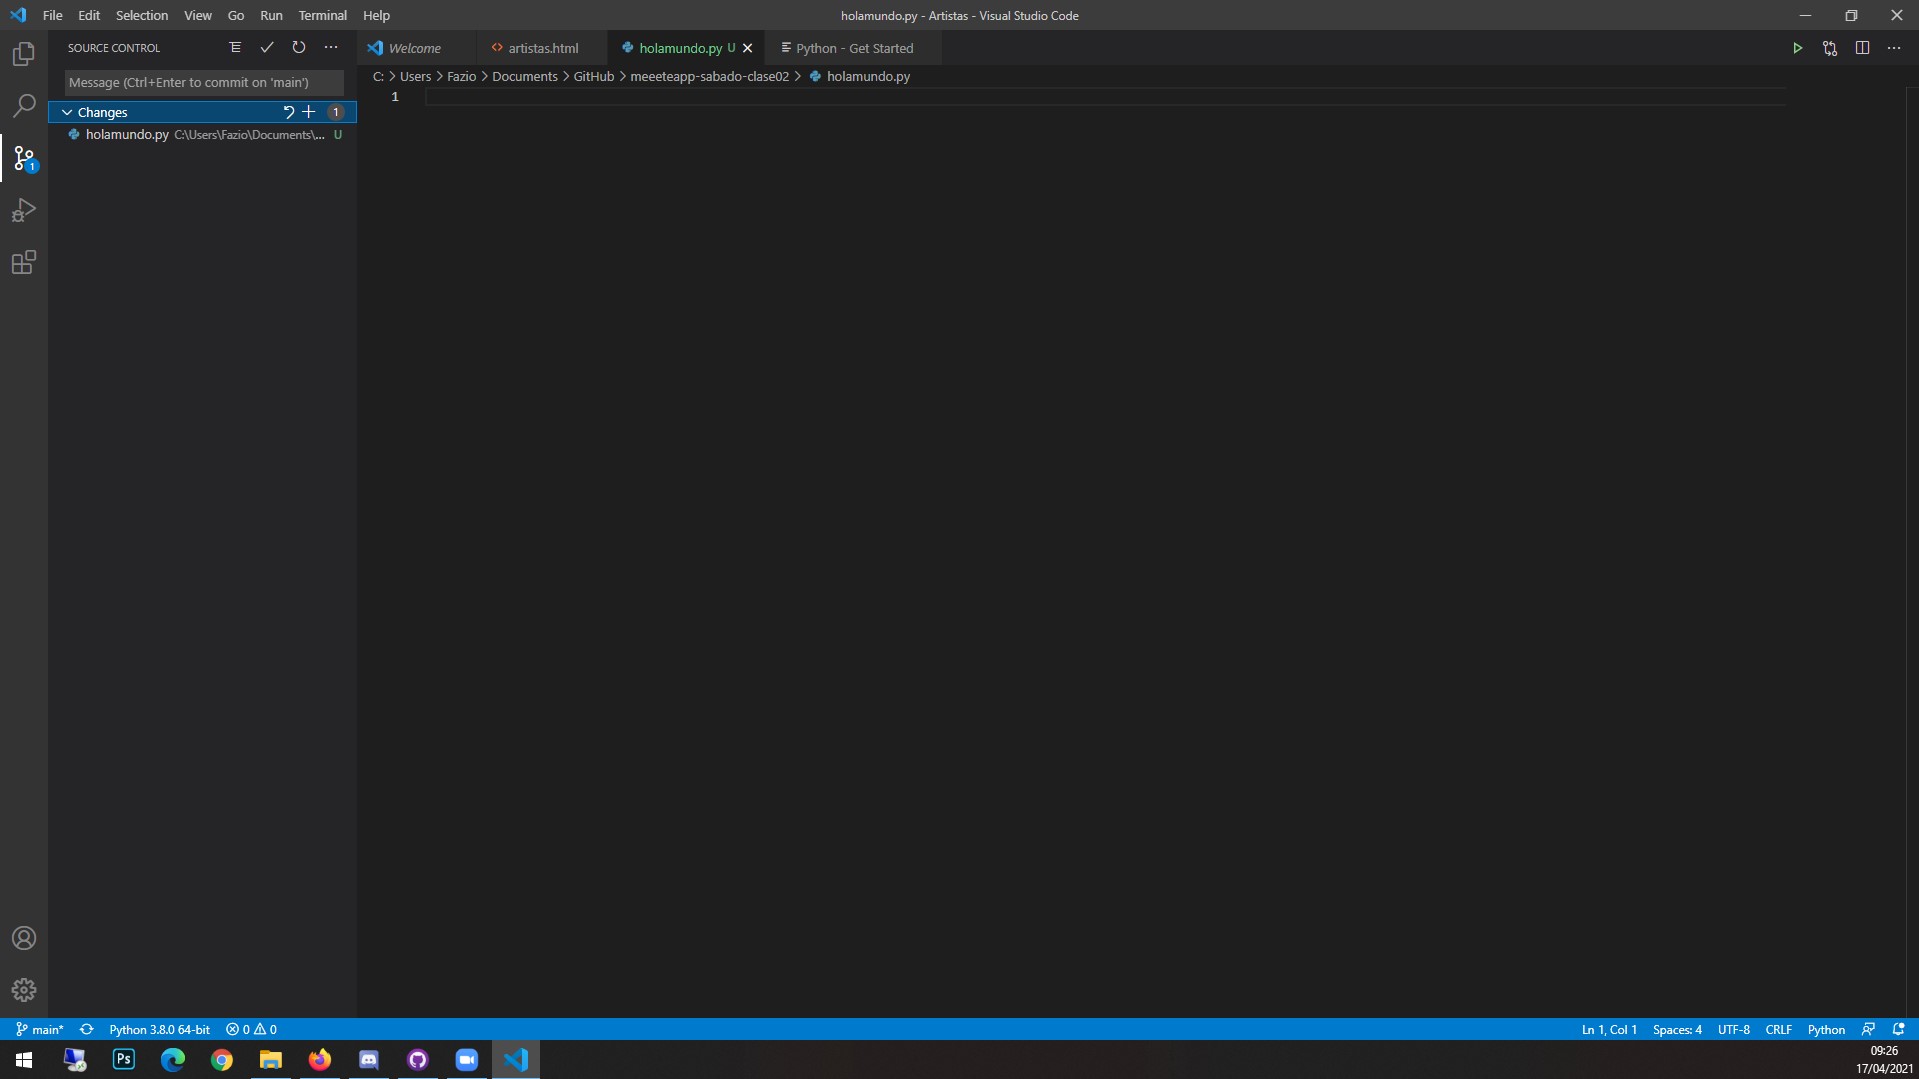 File Edit Selection View Go Run Terminal Help
holamundo.py - Artistas - Visual Studio Code
SOURCE CONTROL
Welcome
artistas.html
holamundo.py U
Python - Get Started
C: > Users > Fazio > Documents > GitHub > meeeteapp-sabado-clase02 > holamundo.py
Message (Ctrl+Enter to commit on 'main')
1
Changes 1
holamundo.py C:\Users\Fazio\Documents\... U
1
main* Python 3.8.0 64-bit 0 0
Ln 1, Col 1 Spaces: 4 UTF-8 CRLF Python
Ps
09:26
17/04/2021